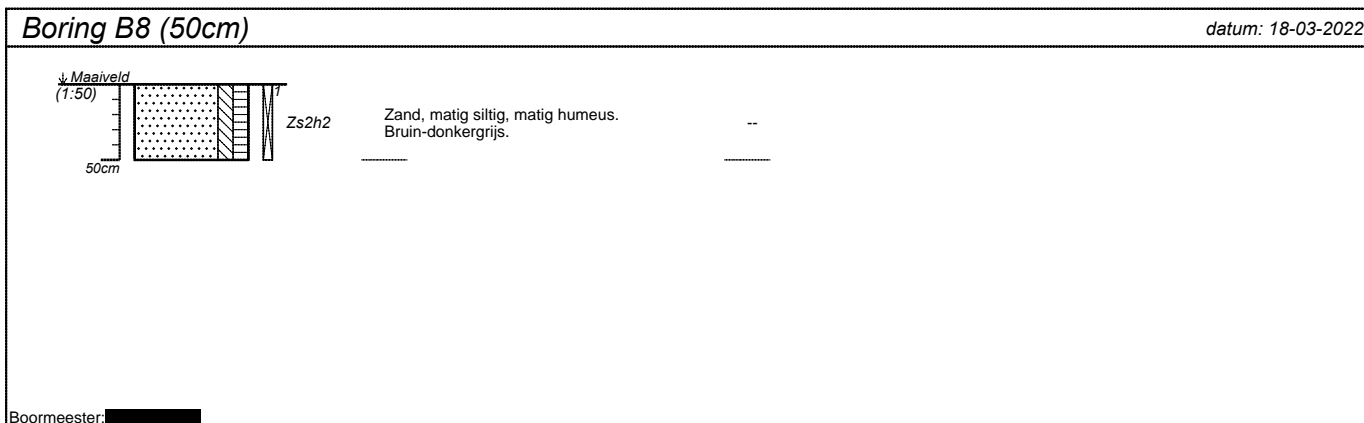 Boring B8 (50cm)
datum: 18-03-2022
Maaiveld
(1:50)
1
Zs2h2
Zand, matig siltig, matig humeus.
Bruin-donkergrijs.
--
50cm
Boormeester: